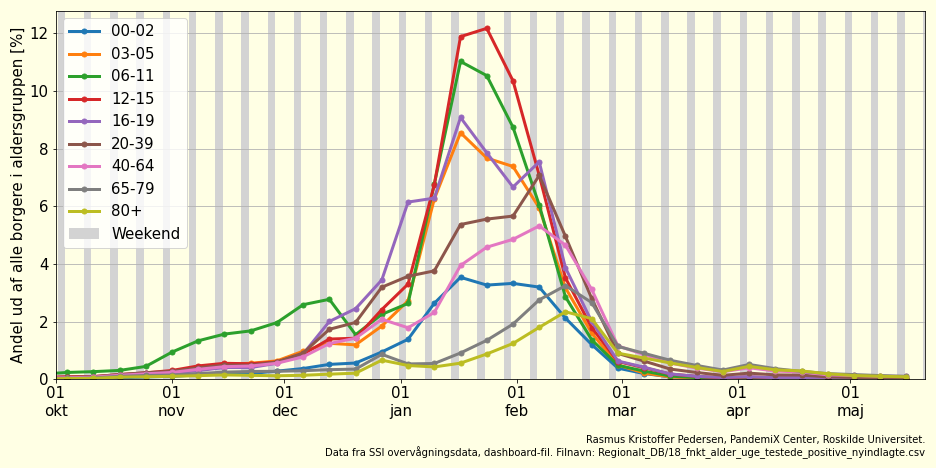 Andel ud af alle borgere i aldersgruppen [%]
12
10
8
6
4
2
0
00-02
03-05
06-11
12-15
16-19
20-39
40-64
65-79
80+
Weekend
01 01 01 01 01 01 01 01
okt nov dec jan feb mar apr maj
Rasmus Kristoffer Pedersen, PandemiX Center, Roskilde Universitet.
Data fra SSI overvågningsdata, dashboard-fil. Filnavn: Regionalt_DB/18_fnkt_alder_uge_testede_positive_nyindlagte.csv